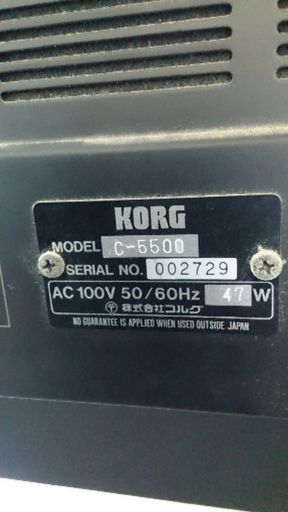 KORG
MODEL C-5500
SERIAL NO. 002729
AC 100V 50/60Hz 47 W
〒 株式会社コルグ
NO GUARANTEE IS APPLIED WHEN USED OUTSIDE JAPAN